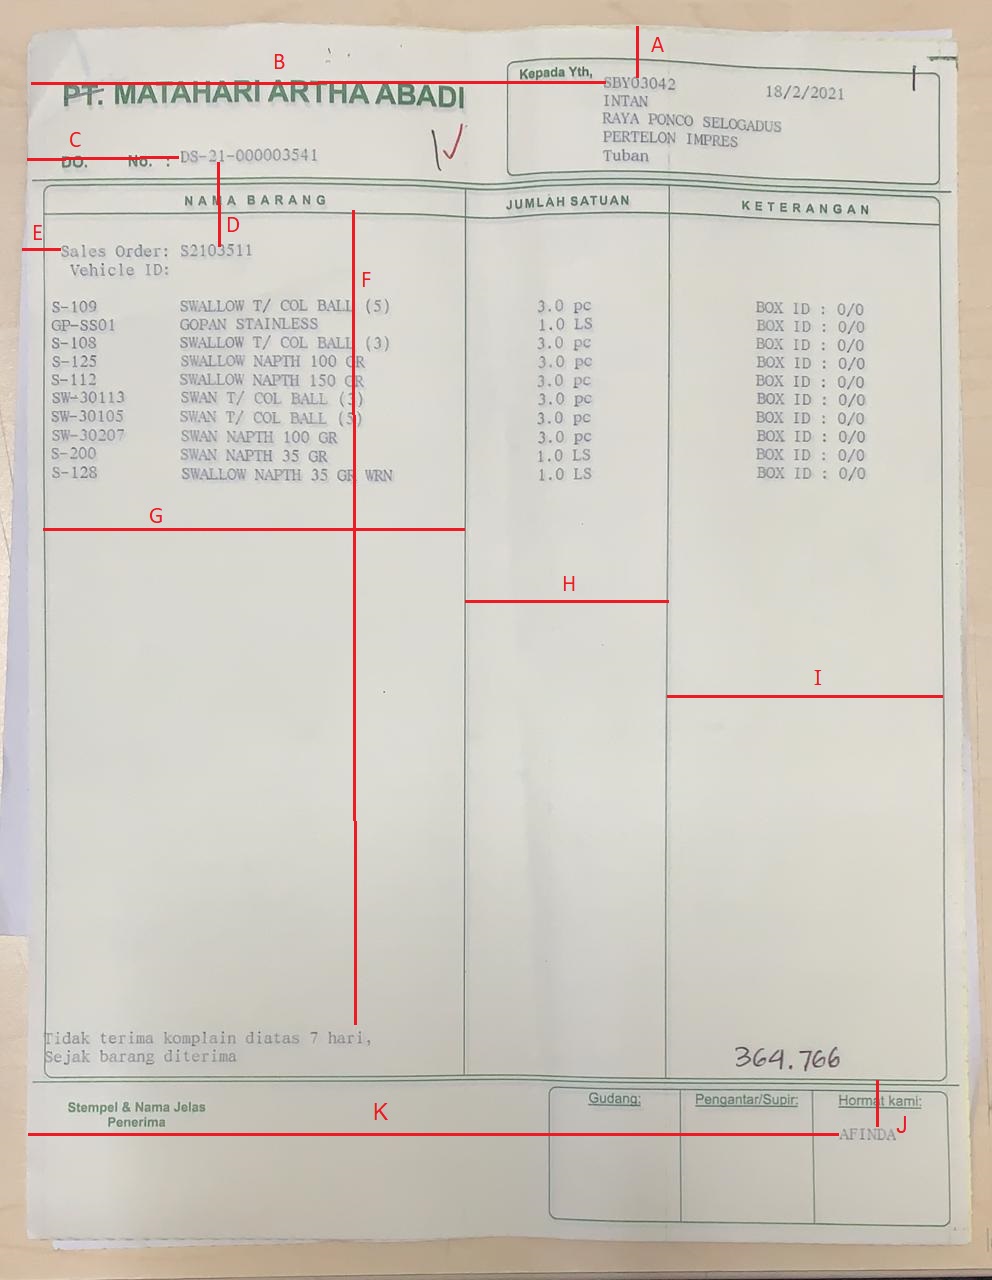 A
B
Kepada Yth,
PT. MATAHARI ARTHA ABADI
SBY03042 18/2/2021
INTAN
RAYA PONCO SELOGADUS
PERTELON IMPRES
Tuban
C
DO. No. : DS-21-000003541
NAMA BARANG JUMLAH SATUAN KETERANGAN
D
E
Sales Order: S2103511
Vehicle ID:
F
S-109 SWALLOW T/ COL BALL (5) 3.0 pc BOX ID : 0/0
GP-SS01 GOPAN STAINLESS 1.0 LS BOX ID : 0/0
S-108 SWALLOW T/ COL BALL (3) 3.0 pc BOX ID : 0/0
S-125 SWALLOW NAPTH 100 GR 3.0 pc BOX ID : 0/0
S-112 SWALLOW NAPTH 150 GR 3.0 pc BOX ID : 0/0
SW-30113 SWAN T/ COL BALL (3) 3.0 pc BOX ID : 0/0
SW-30105 SWAN T/ COL BALL (5) 3.0 pc BOX ID : 0/0
SW-30207 SWAN NAPTH 100 GR 3.0 pc BOX ID : 0/0
S-200 SWAN NAPTH 35 GR 1.0 LS BOX ID : 0/0
S-128 SWALLOW NAPTH 35 GR WRN 1.0 LS BOX ID : 0/0
G
H
I
Tidak terima komplain diatas 7 hari,
Sejak barang diterima
364.766
Stempel & Nama Jelas
Penerima
K
Gudang: Pengantar/Supir: Hormat kami:
J
AFINDA